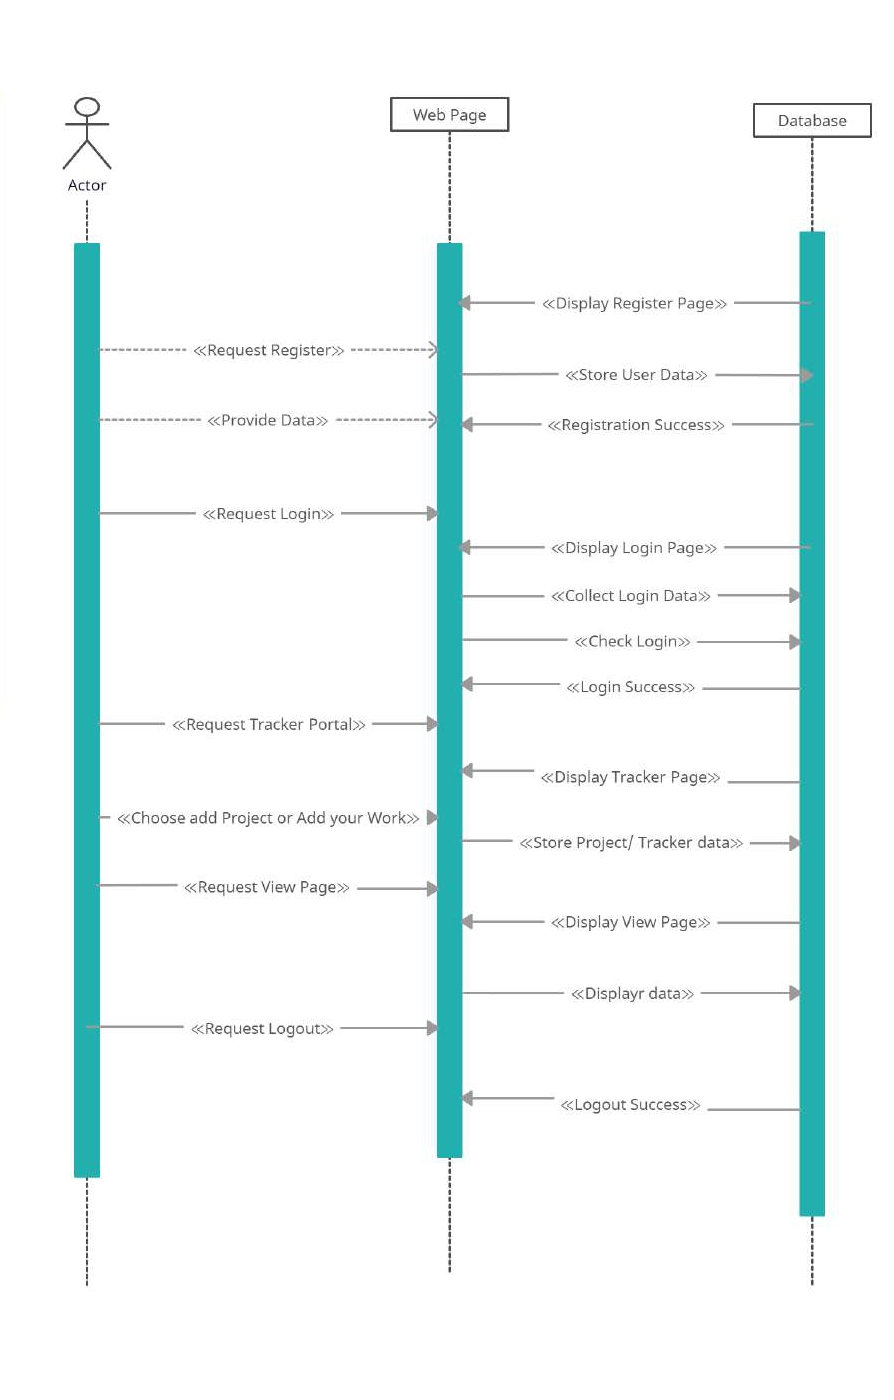 Web Page
Database
Actor
≪Display Register Page≫
≪Request Register≫
≪Store User Data≫
≪Provide Data≫
≪Registration Success≫
≪Request Login≫
≪Display Login Page≫
≪Collect Login Data≫
≪Check Login≫
≪Login Success≫
≪Request Tracker Portal≫
≪Display Tracker Page≫
≪Choose add Project or Add your Work≫
≪Store Project/ Tracker data≫
≪Request View Page≫
≪Display View Page≫
≪Displayr data≫
≪Request Logout≫
≪Logout Success≫